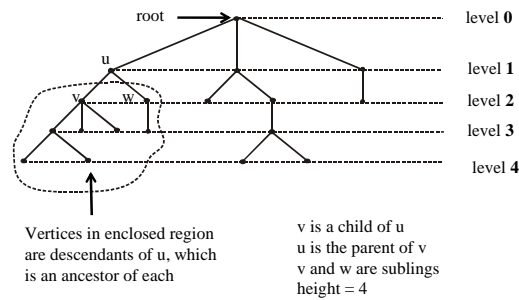 root
level 0
u
level 1
v
w
level 2
level 3
level 4
Vertices in enclosed region
are descendants of u, which
is an ancestor of each
v is a child of u
u is the parent of v
v and w are sublings
height = 4